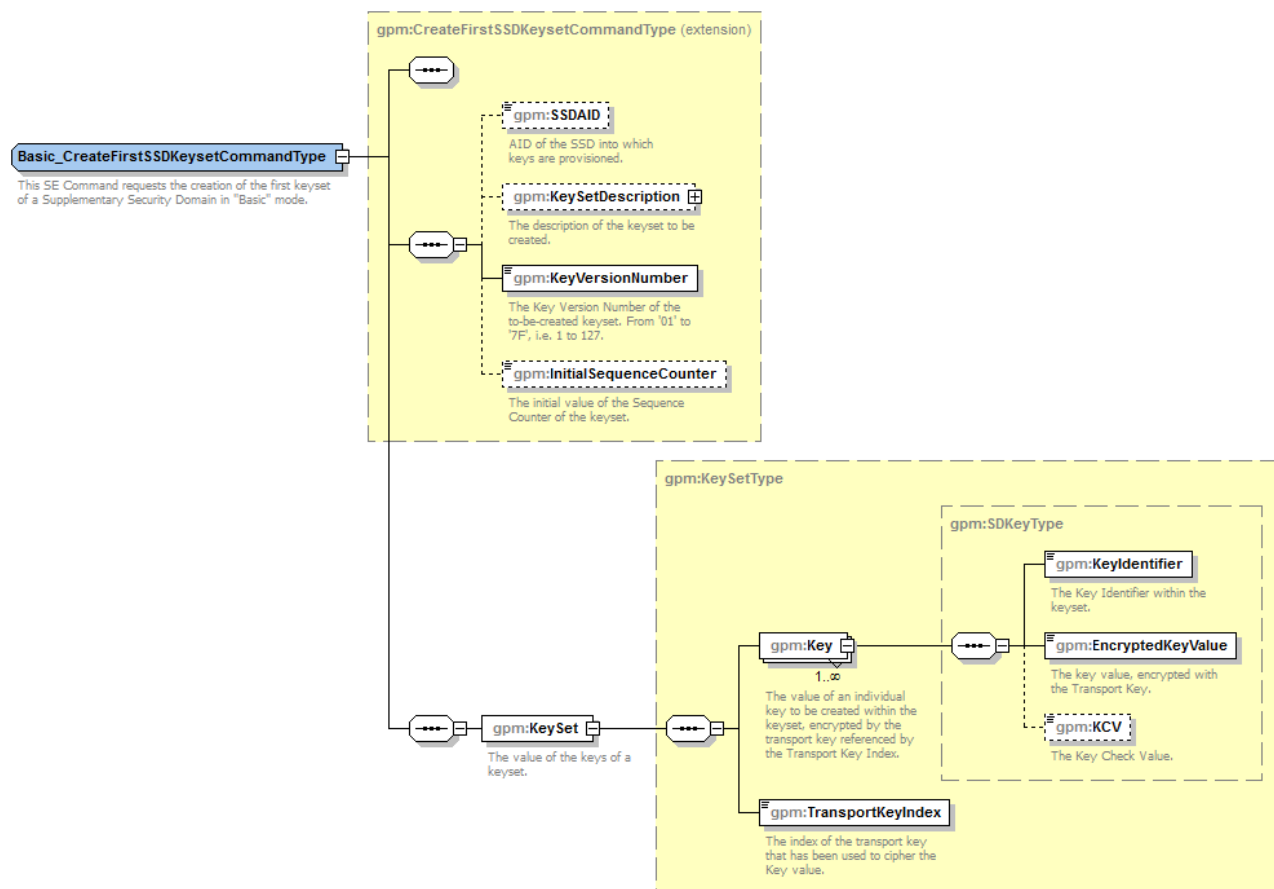 gpm:CreateFirstSSDKeysetCommandType (extension)
gpm:SSDAID
AID of the SSD into which
keys are provisioned.
Basic_CreateFirstSSDKeysetCommandType
This SE Command requests the creation of the first keyset
of a Supplementary Security Domain in "Basic" mode.
gpm:KeySetDescription
The description of the keyset to be
created.
gpm:KeyVersionNumber
The Key Version Number of the
to-be-created keyset. From '01' to
'7F', i.e. 1 to 127.
gpm:InitialSequenceCounter
The initial value of the Sequence
Counter of the keyset.
gpm:KeySetType
gpm:SDKeyType
gpm:KeyIdentifier
The Key Identifier within the
keyset.
gpm:Key
1..∞
The value of an individual
key to be created within the
keyset, encrypted by the
transport key referenced by
the Transport Key Index.
gpm:EncryptedKeyValue
The key value, encrypted with
the Transport Key.
gpm:KCV
The Key Check Value.
gpm:KeySet
The value of the keys of a
keyset.
gpm:TransportKeyIndex
The index of the transport key
that has been used to cipher the
Key value.